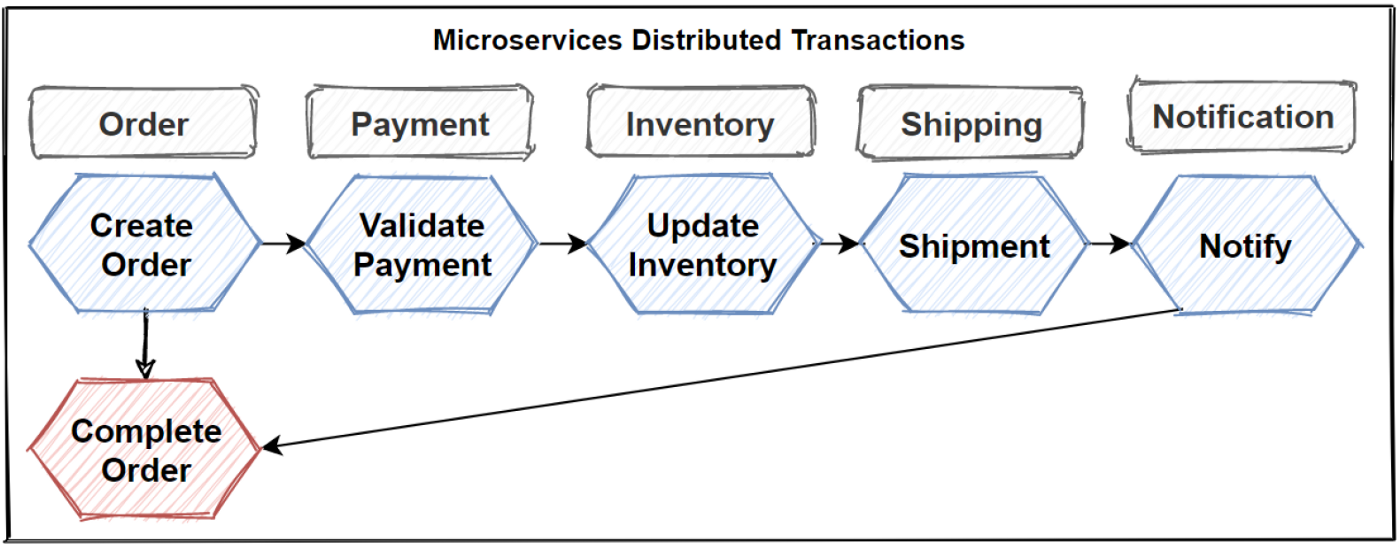 Microservices Distributed Transactions
Order
Payment
Inventory
Shipping
Notification
Create
Order
Validate
Payment
Update
Inventory
Shipment
Notify
Complete
Order